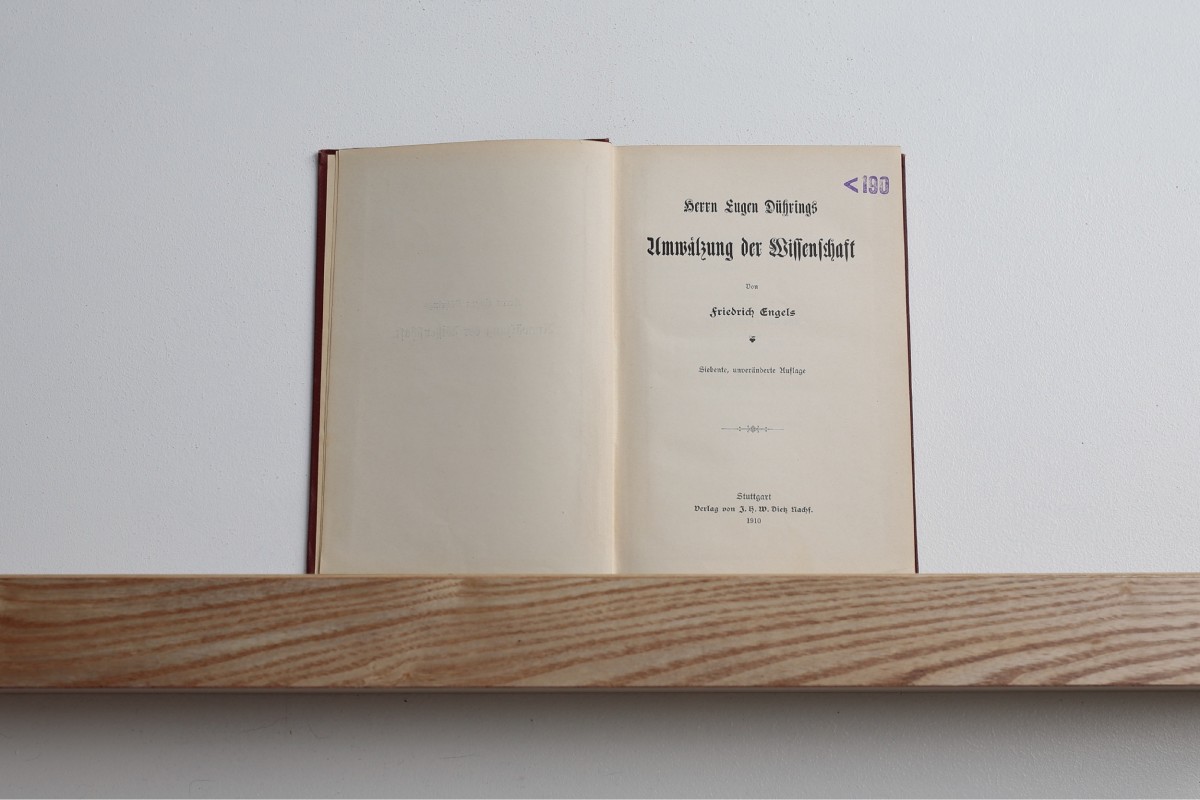 <190
Herrn Eugen Dührings
Umwälzung der Wissenschaft
Von
Friedrich Engels
Siebente, unveränderte Auflage
Stuttgart
Verlag von J. H. W. Dietz Nachf.
1910